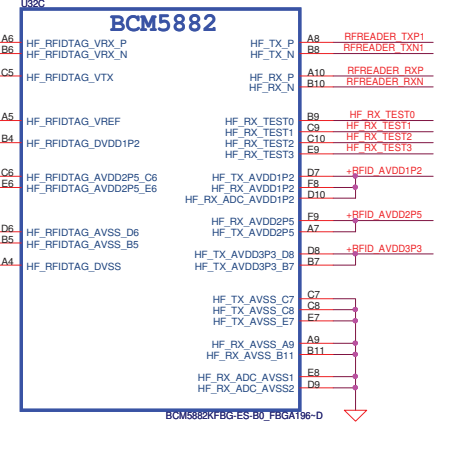 U32C
BCM5882
A6 HF_RFIDTAG_VRX_P HF_TX_P A8 RFREADER_TXP1
B6 HF_RFIDTAG_VRX_N HF_TX_N B8 RFREADER_TXN1
C5 HF_RFIDTAG_VTX HF_RX_P A10 RFREADER_RXP
HF_RX_N B10 RFREADER_RXN
A5 HF_RFIDTAG_VREF HF_RX_TEST0 B9 HF_RX_TEST0
HF_RX_TEST1 C9 HF_RX_TEST1
B4 HF_RFIDTAG_DVDD1P2 HF_RX_TEST2 C10 HF_RX_TEST2
HF_RX_TEST3 E9 HF_RX_TEST3
C6 HF_RFIDTAG_AVDD2P5_C6 HF_TX_AVDD1P2 D7 +RFID_AVDD1P2
E6 HF_RFIDTAG_AVDD2P5_E6 HF_RX_AVDD1P2 F8
HF_RX_ADC_AVDD1P2 D10
HF_RX_AVDD2P5 F9 +RFID_AVDD2P5
D6 HF_RFIDTAG_AVSS_D6 HF_TX_AVDD2P5 A7
B5 HF_RFIDTAG_AVSS_B5
HF_TX_AVDD3P3_D8 D8 +RFID_AVDD3P3
A4 HF_RFIDTAG_DVSS HF_TX_AVDD3P3_B7 B7
HF_TX_AVSS_C7 C7
HF_TX_AVSS_C8 C8
HF_TX_AVSS_E7 E7
HF_RX_AVSS_A9 A9
HF_RX_AVSS_B11 B11
HF_RX_ADC_AVSS1 E8
HF_RX_ADC_AVSS2 D9
BCM5882KFBG-ES-B0_FBGA196~D